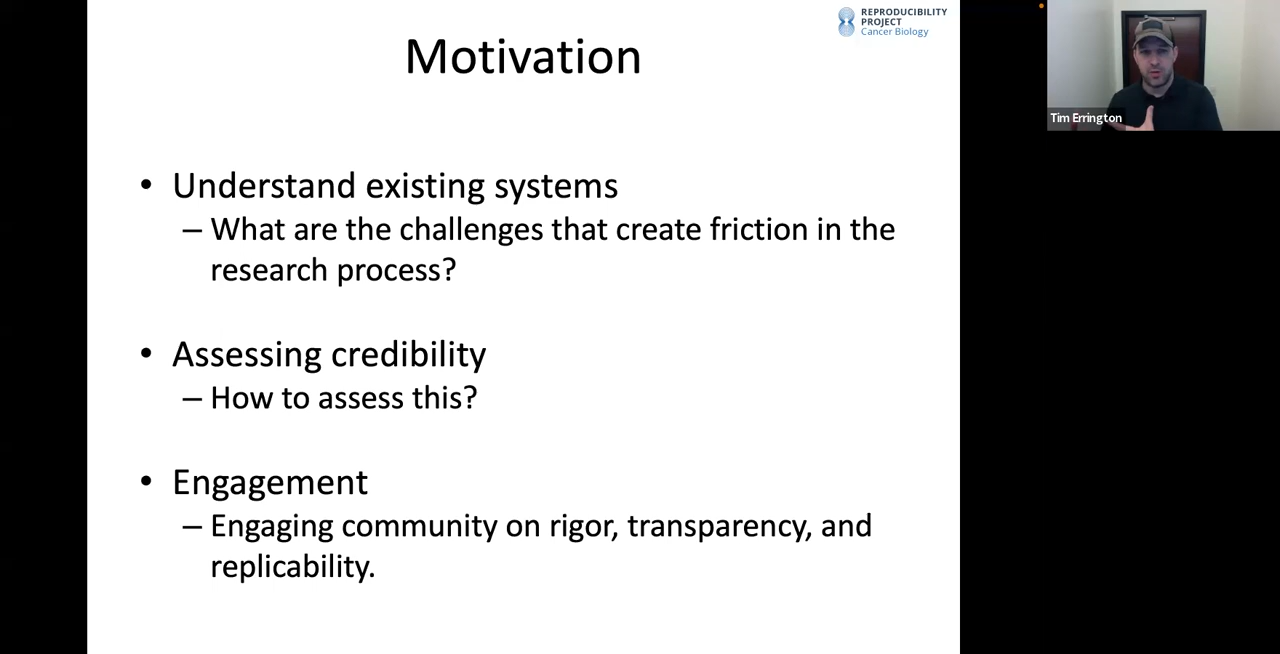 REPRODUCIBILITY
PROJECT
Cancer Biology
Motivation
• Understand existing systems
– What are the challenges that create friction in the
research process?
• Assessing credibility
– How to assess this?
• Engagement
– Engaging community on rigor, transparency, and
replicability.
Tim Errington